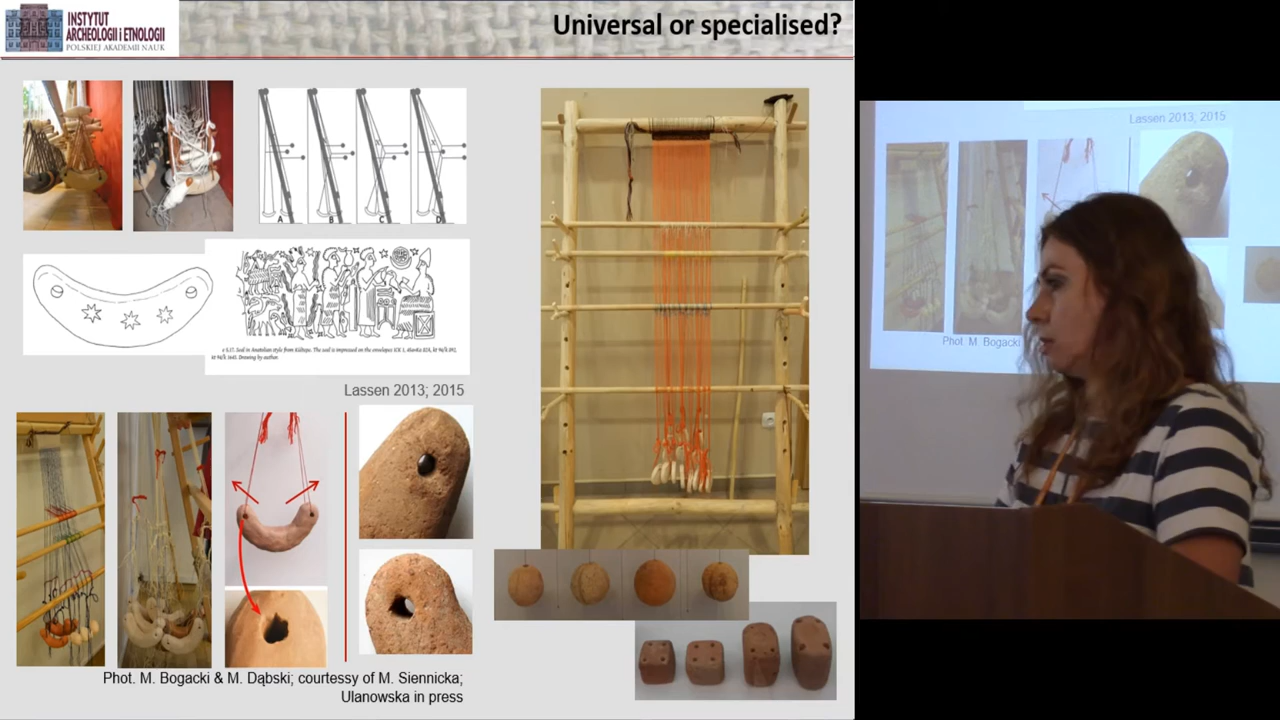 INSTYTUT
ARCHEOLOGII i ETNOLOGII
POLSKIEJ AKADEMII NAUK
Universal or specialised?
A B C D
Lassen 2013; 2015
Phot. M. Bogacki & M. Dąbski; courtessy of M. Siennicka;
Ulanowska in press
Lassen 2013, 2015
Phot. M. Bogacki